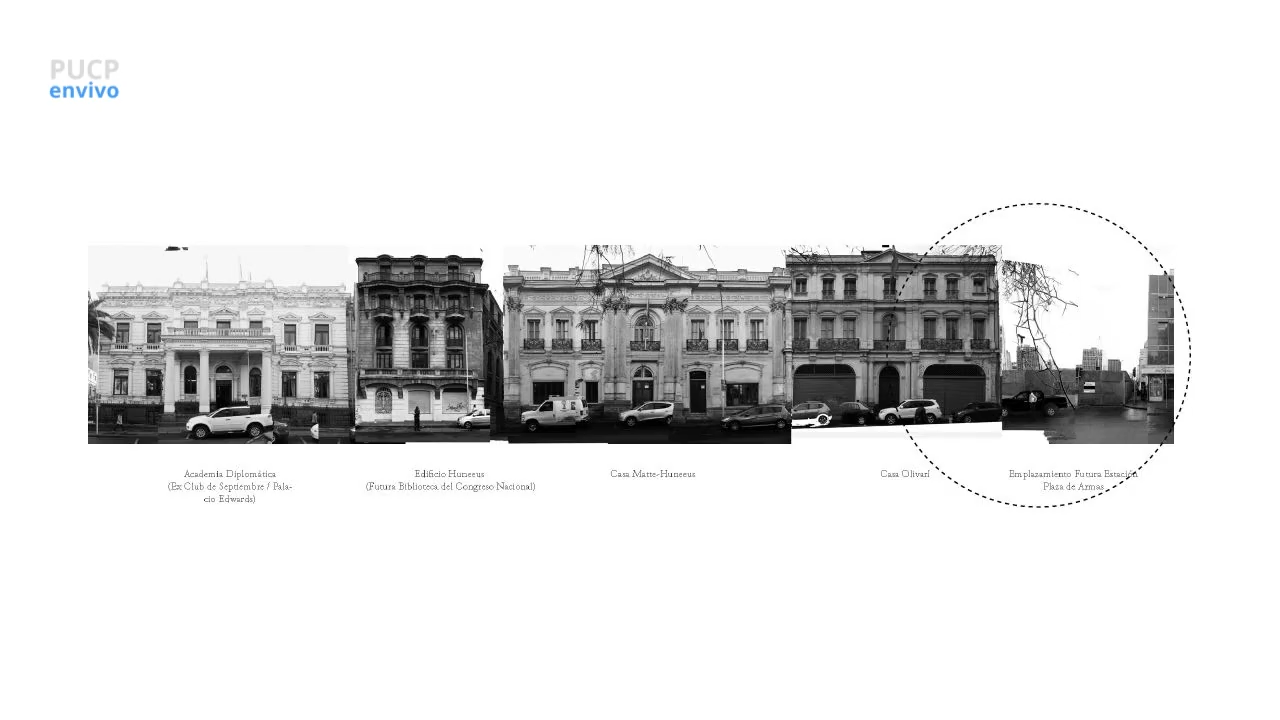 PUCP
envivo
Academia Diplomática
(Ex Club de Septiembre / Pala-
cio Edwards)
Edificio Huneeus
(Futura Biblioteca del Congreso Nacional)
Casa Matte-Huneeus
Casa Olivarí
Emplazamiento Futura Estación
Plaza de Armas